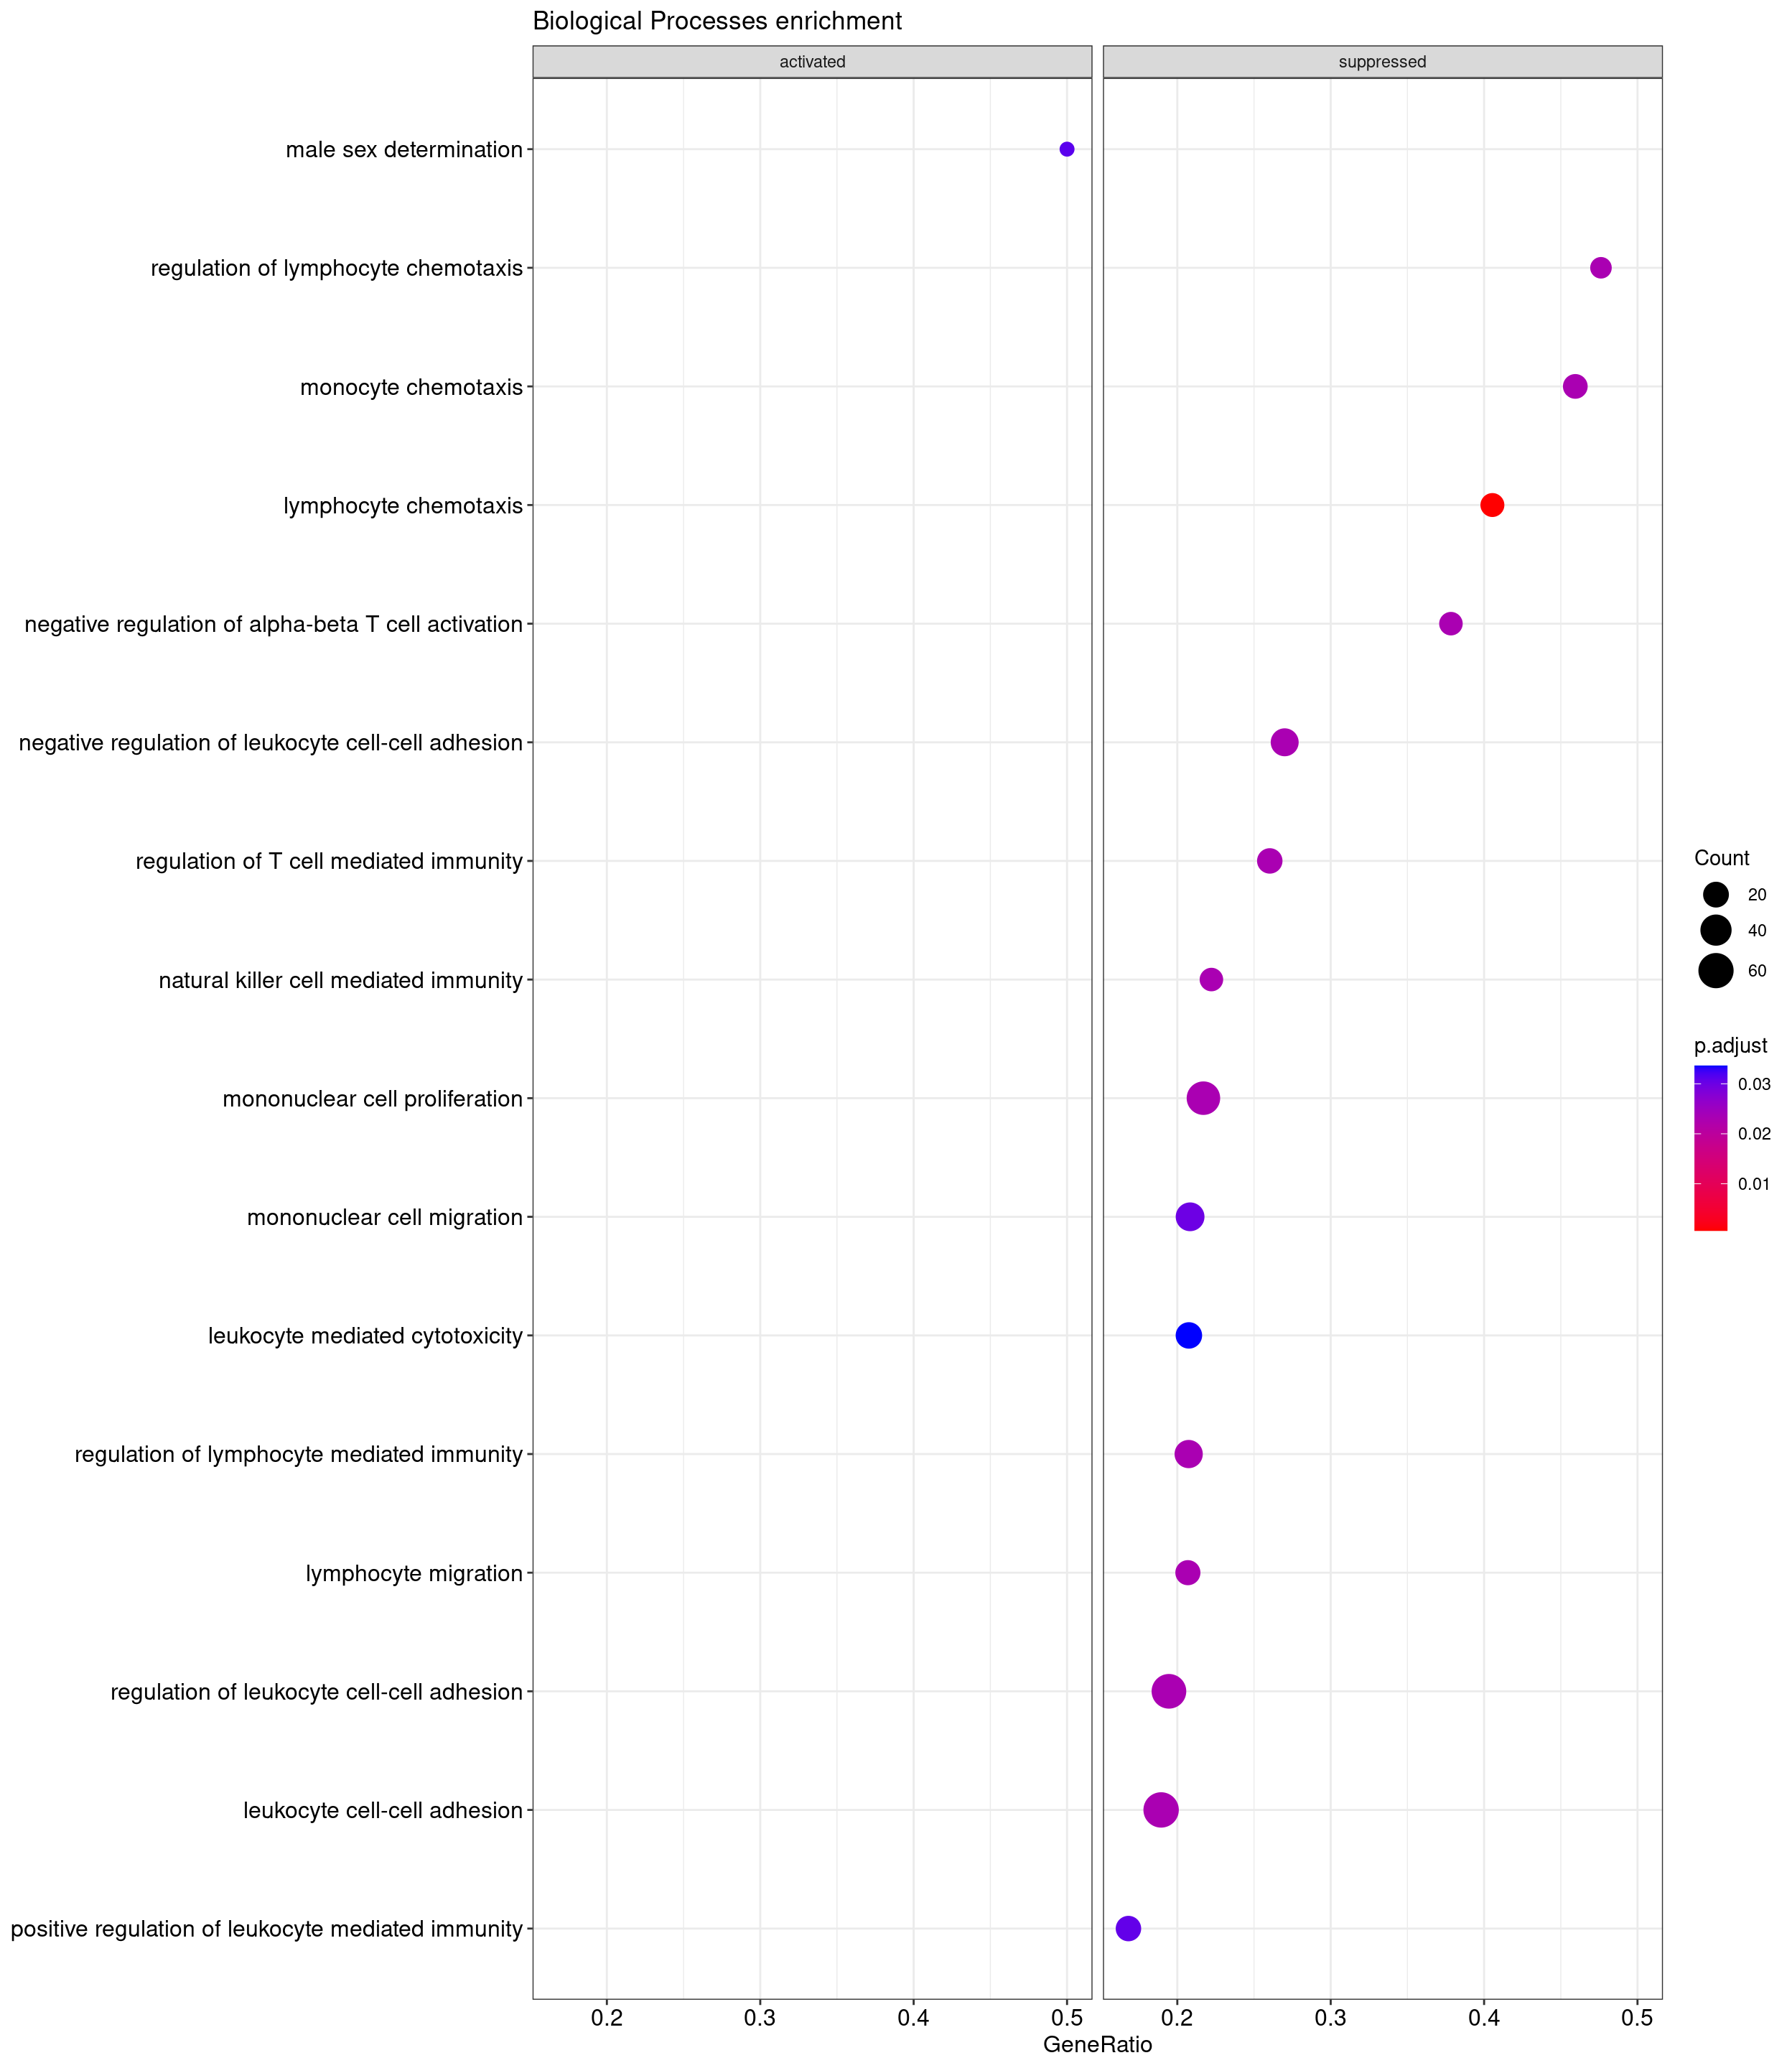 Biological Processes enrichment
activated
suppressed
male sex determination
regulation of lymphocyte chemotaxis
monocyte chemotaxis
lymphocyte chemotaxis
negative regulation of alpha-beta T cell activation
negative regulation of leukocyte cell-cell adhesion
regulation of T cell mediated immunity
natural killer cell mediated immunity
mononuclear cell proliferation
mononuclear cell migration
leukocyte mediated cytotoxicity
regulation of lymphocyte mediated immunity
lymphocyte migration
regulation of leukocyte cell-cell adhesion
leukocyte cell-cell adhesion
positive regulation of leukocyte mediated immunity
0.2 0.3 0.4 0.5
0.2 0.3 0.4 0.5
GeneRatio
Count
20
40
60
p.adjust
0.03
0.02
0.01